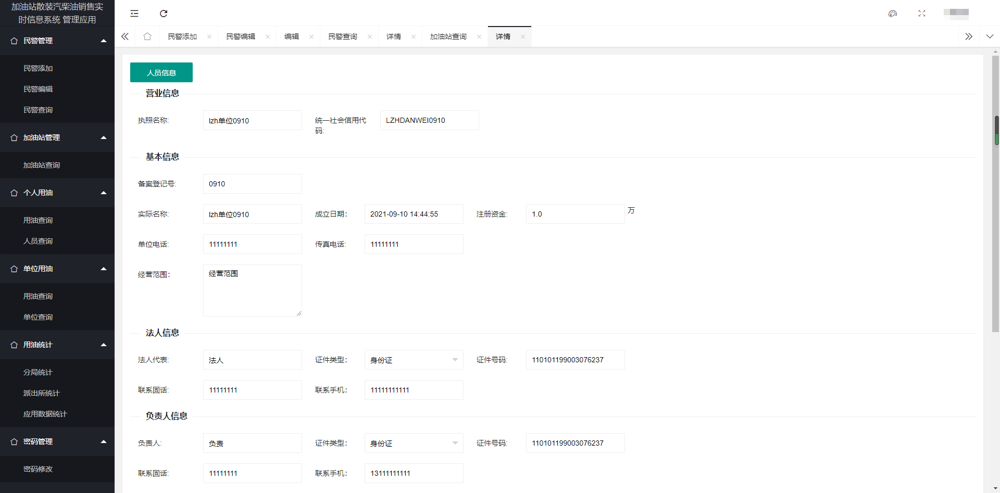 加油站散装汽柴油销售实
时信息系统 管理应用
民警管理
民警添加
民警编辑
民警查询
加油站管理
加油站查询
个人用油
用油查询
人员查询
单位用油
用油查询
单位查询
用油统计
分局统计
派出所统计
应用数据统计
密码管理
密码修改
民警添加 民警编辑 编辑 民警查询 详情 加油站查询 详情
人员信息
营业信息
执照名称: lzh单位0910 统一社会信用代 LZHDANWEI0910
码:
基本信息
备案登记号: 0910
实际名称: lzh单位0910 成立日期: 2021-09-10 14:44:55 注册资金: 1.0 万
单位电话: 11111111 传真电话: 11111111
经营范围: 经营范围
法人信息
法人代表: 法人 证件类型: 身份证 证件号码: 110101199003076237
联系固话: 11111111 联系手机: 11111111111
负责人信息
负责人: 负责 证件类型: 身份证 证件号码: 110101199003076237
联系固话: 11111111 联系手机: 13111111111